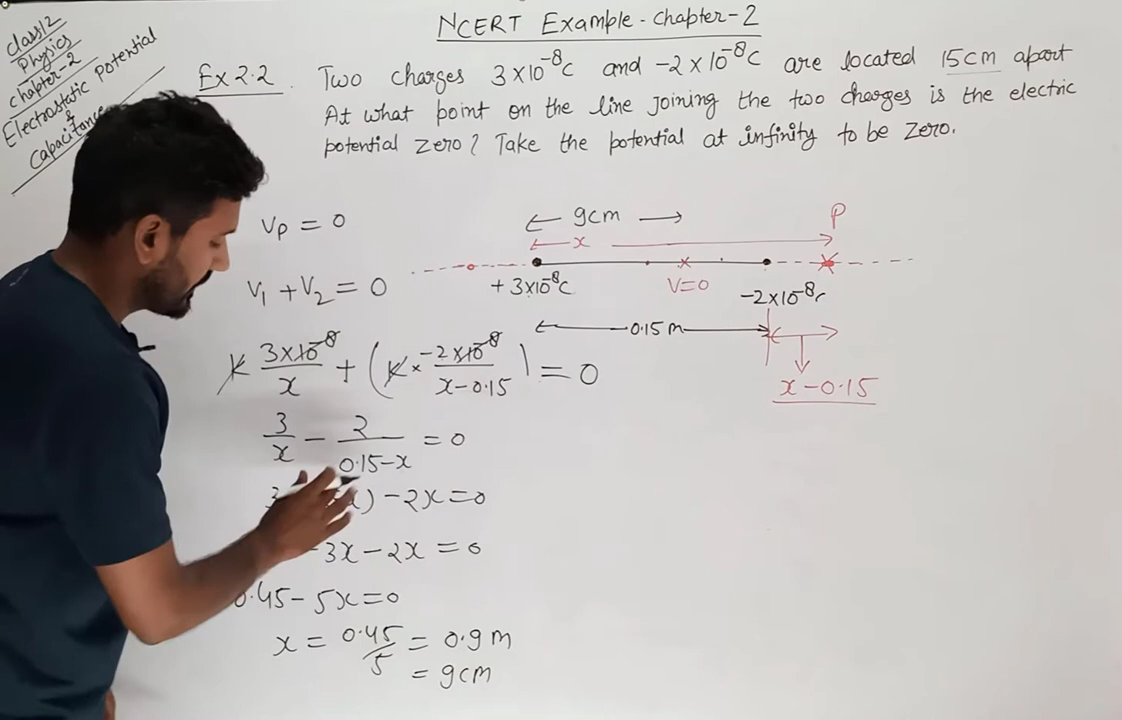 NCERT Example - Chapter-2
class 12
Physics
chapter-2
Electrostatic Potential
&
Capacitance
Ex 2.2 Two charges 3×10⁻⁸C and -2×10⁻⁸C are located 15cm apart
At what point on the line joining the two charges is the electric
potential zero? Take the potential at infinity to be zero.
Vp = 0
V₁ + V₂ = 0
K 3×10⁻⁸/x + (K × -2×10⁻⁸/x-0.15) = 0
3/x - 2/0.15-x = 0
x) - 2x = 0
-3x - 2x = 0
0.45 - 5x = 0
x = 0.45/5 = 0.9 m
= 9cm
← 9cm →
P
x
+3×10⁻⁸C
V=0
-2×10⁻⁸C
0.15 m
x-0.15